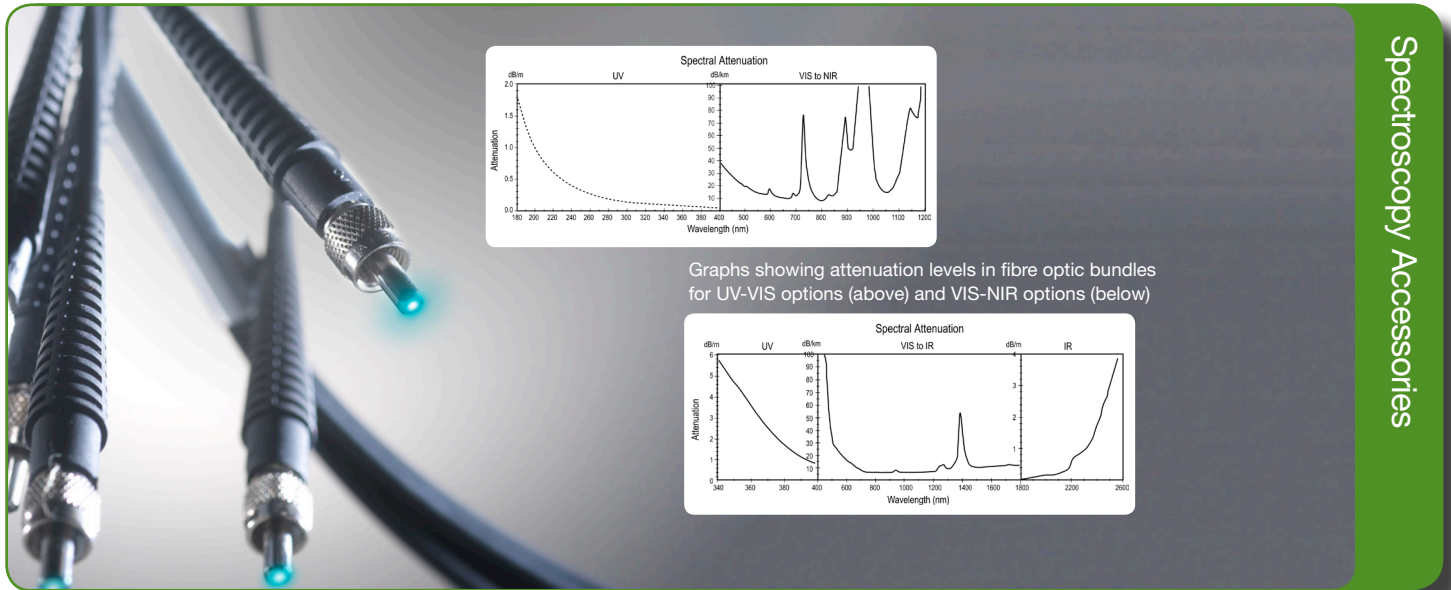 Spectral Attenuation
dB/m UV dB/km VIS to NIR
2.0
1.5
1.0
0.5
0.0
Attenuation
100
90
80
70
60
50
40
30
20
10
180 200 220 240 260 280 300 320 340 360 380 400 500 600 700 800 900 1000 1100 1200
Wavelength (nm)
Graphs showing attenuation levels in fibre optic bundles
for UV-VIS options (above) and VIS-NIR options (below)
Spectral Attenuation
dB/m UV dB/km VIS to IR dB/m IR
6
5
4
3
2
1
0
Attenuation
100
90
80
70
60
50
40
30
20
10
4
3
2
1
340 360 380 400 600 800 1000 1200 1400 1600 1800 2200 2600
Wavelength (nm)
Spectroscopy Accessories